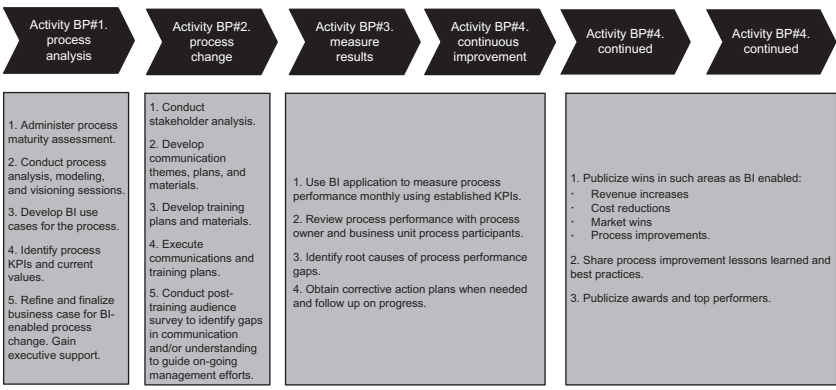 Activity BP#1.
process
analysis
Activity BP#2.
process
change
Activity BP#3.
measure
results
Activity BP#4.
continuous
improvement
Activity BP#4.
continued
Activity BP#4.
continued
1. Administer process
maturity assessment.
2. Conduct process
analysis, modeling,
and visioning sessions.
3. Develop BI use
cases for the process.
4. Identify process
KPIs and current
values.
5. Refine and finalize
business case for BI-
enabled process
change. Gain
executive support.
1. Conduct
stakeholder analysis.
2. Develop
communication
themes, plans, and
materials.
3. Develop training
plans and materials.
4. Execute
communications and
training plans.
5. Conduct post-
training audience
survey to identify gaps
in communication
and/or understanding
to guide on-going
management efforts.
1. Use BI application to measure process
performance monthly using established KPIs.
2. Review process performance with process
owner and business unit process participants.
3. Identify root causes of process performance
gaps.
4. Obtain corrective action plans when needed
and follow up on progress.
1. Publicize wins in such areas as BI enabled:
· Revenue increases
· Cost reductions
· Market wins
· Process improvements.
2. Share process improvement lessons learned and
best practices.
3. Publicize awards and top performers.